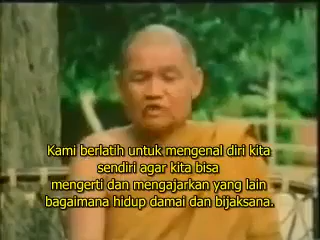 Kami berlatih untuk mengenal diri kita
sendiri agar kita bisa
mengerti dan mengajarkan yang lain
bagaimana hidup damai dan bijaksana.